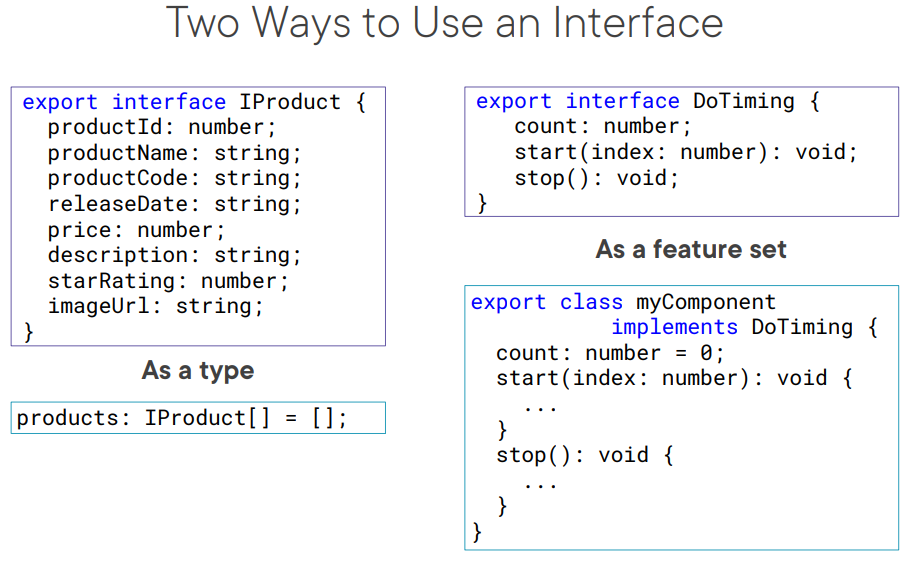 Two Ways to Use an Interface
export interface IProduct {
productId: number;
productName: string;
productCode: string;
releaseDate: string;
price: number;
description: string;
starRating: number;
imageUrl: string;
}
As a type
products: IProduct[] = [];
export interface DoTiming {
count: number;
start(index: number): void;
stop(): void;
}
As a feature set
export class myComponent
implements DoTiming {
count: number = 0;
start(index: number): void {
...
}
stop(): void {
...
}
}